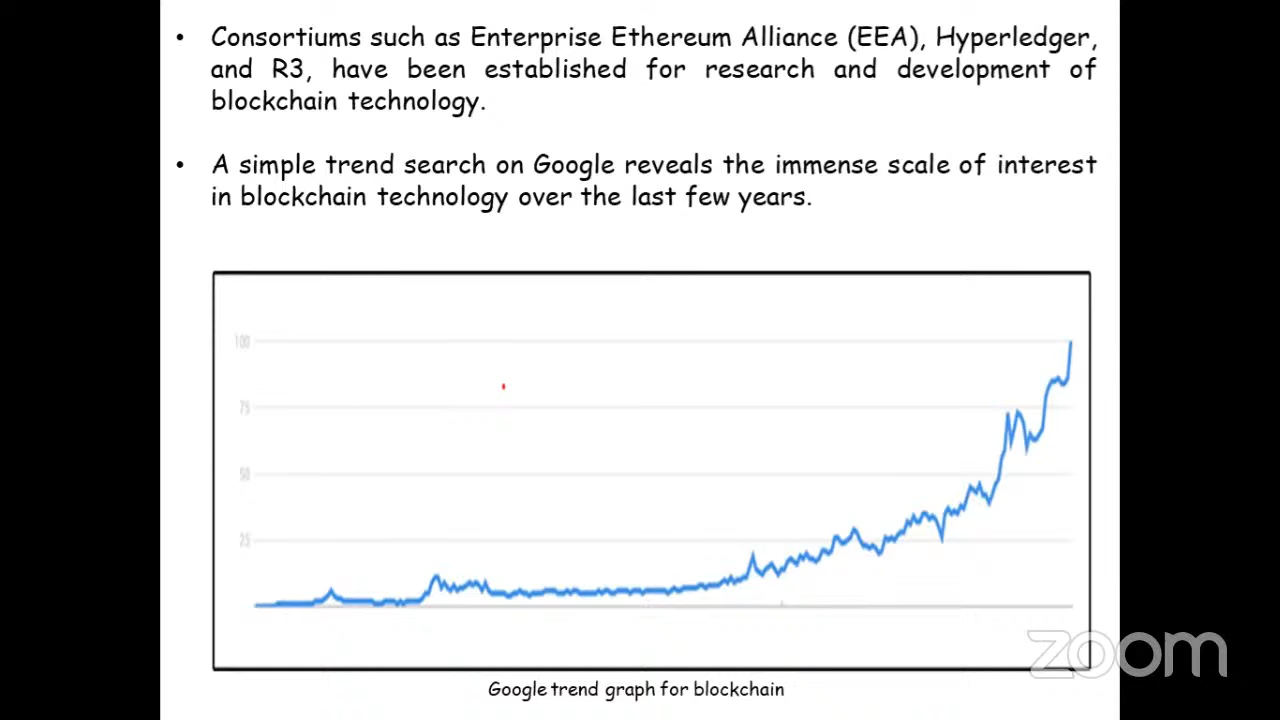 • Consortiums such as Enterprise Ethereum Alliance (EEA), Hyperledger,
and R3, have been established for research and development of
blockchain technology.
• A simple trend search on Google reveals the immense scale of interest
in blockchain technology over the last few years.
100
75
50
25
zoom
Google trend graph for blockchain